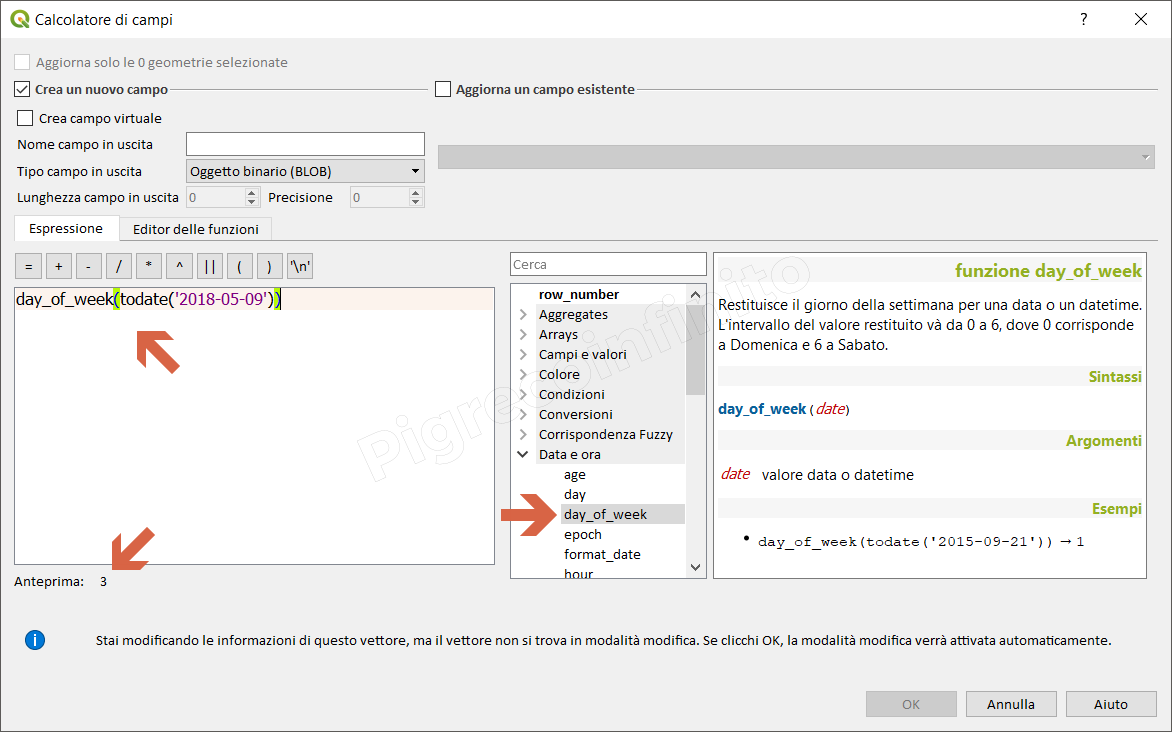 Calcolatore di campi
?
Aggiorna solo le 0 geometrie selezionate
Crea un nuovo campo
Aggiorna un campo esistente
Crea campo virtuale
Nome campo in uscita
Tipo campo in uscita
Oggetto binario (BLOB)
Lunghezza campo in uscita
0
Precisione
0
Espressione
Editor delle funzioni
= + - / * ^ || ( ) '\n'
day_of_week(todate('2018-05-09'))
Anteprima: 3
Cerca
row_number
Aggregates
Arrays
Campi e valori
Colore
Condizioni
Conversioni
Corrispondenza Fuzzy
Data e ora
age
day
day_of_week
epoch
format_date
hour
funzione day_of_week
Restituisce il giorno della settimana per una data o un datetime.
L'intervallo del valore restituito và da 0 a 6, dove 0 corrisponde
a Domenica e 6 a Sabato.
Sintassi
day_of_week (date)
Argomenti
date valore data o datetime
Esempi
• day_of_week(todate('2015-09-21')) → 1
Pigrecoinfinito
Stai modificando le informazioni di questo vettore, ma il vettore non si trova in modalità modifica. Se clicchi OK, la modalità modifica verrà attivata automaticamente.
OK
Annulla
Aiuto